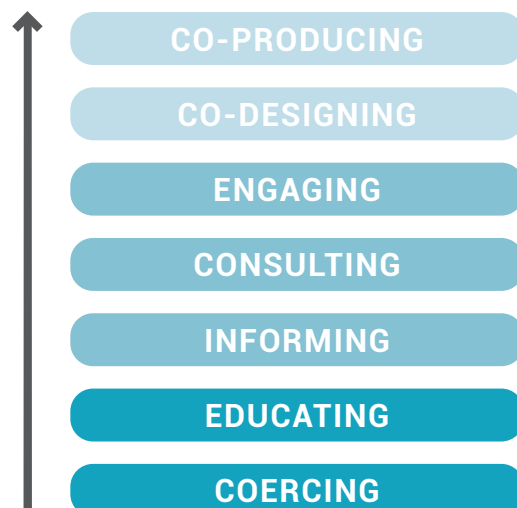 CO-PRODUCING
CO-DESIGNING
ENGAGING
CONSULTING
INFORMING
EDUCATING
COERCING